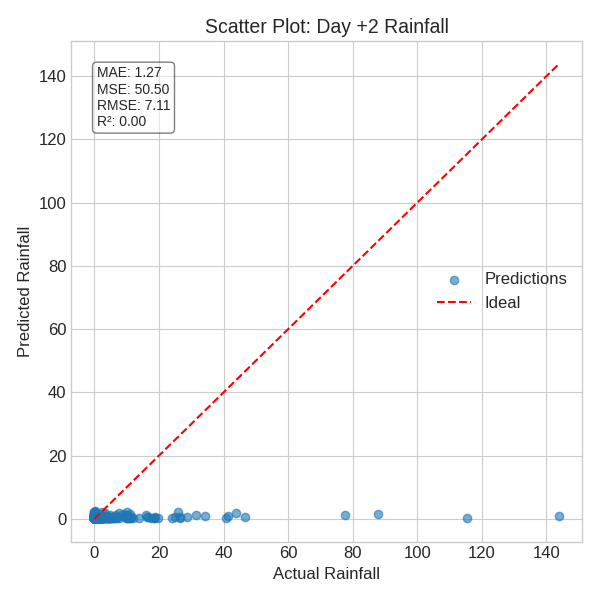 Scatter Plot: Day +2 Rainfall
MAE: 1.27
MSE: 50.50
RMSE: 7.11
R²: 0.00
140
120
100
80
60
40
20
0
Predicted Rainfall
Predictions
Ideal
0 20 40 60 80 100 120 140
Actual Rainfall